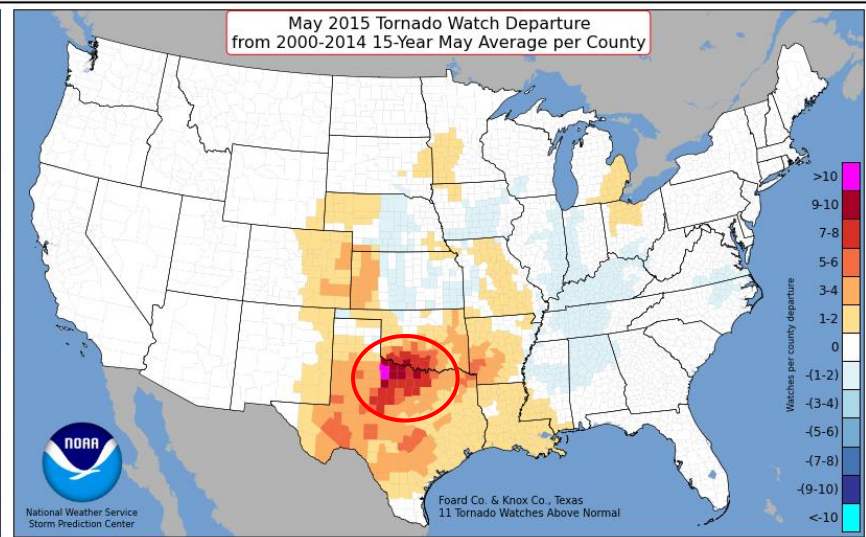 May 2015 Tornado Watch Departure
from 2000-2014 15-Year May Average per County
>10
9-10
7-8
5-6
3-4
1-2
0
-(1-2)
-(3-4)
-(5-6)
-(7-8)
-(9-10)
<-10
Watches per county departure
NOAA
National Weather Service
Storm Prediction Center
Foard Co. & Knox Co., Texas
11 Tornado Watches Above Normal